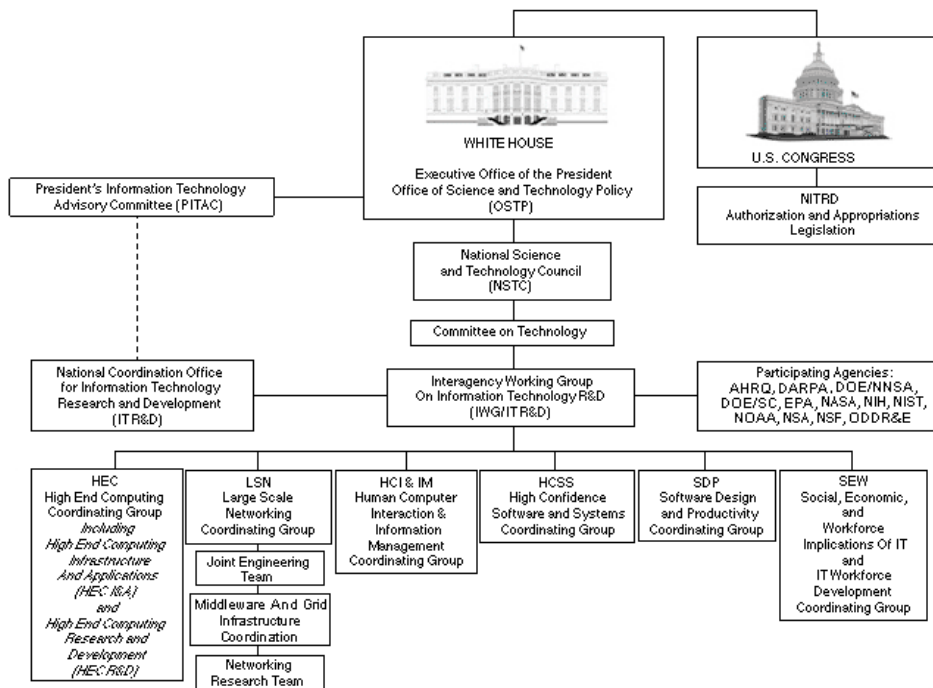 WHITE HOUSE
Executive Office of the President
Office of Science and Technology Policy
(OSTP)
U.S. CONGRESS
NITRD
Authorization and Appropriations
Legislation
President's Information Technology
Advisory Committee (PITAC)
National Science
and Technology Council
(NSTC)
Committee on Technology
National Coordination Office
for Information Technology
Research and Development
(ITR&D)
Interagency Working Group
On Information Technology R&D
(IWG/ITR&D)
Participating Agencies:
AHRQ, DARPA, DOE/NNSA,
DOE/SC, EPA, NASA, NIH, NIST,
NOAA, NSA, NSF, ODDR&E
HEC
High End Computing
Coordinating Group
Including
High End Computing
Infrastructure
And Applications
(HEC I&A)
and
High End Computing
Research and
Development
(HEC R&D)
LSN
Large Scale
Networking
Coordinating Group
Joint Engineering
Team
Middleware And Grid
Infrastructure
Coordination
Networking
Research Team
HCI & IM
Human Computer
Interaction &
Information
Management
Coordinating Group
HCSS
High Confidence
Software and Systems
Coordinating Group
SDP
Software Design
and Productivity
Coordinating Group
SEW
Social, Economic,
and
Workforce
Implications Of IT
and
IT Workforce
Development
Coordinating Group